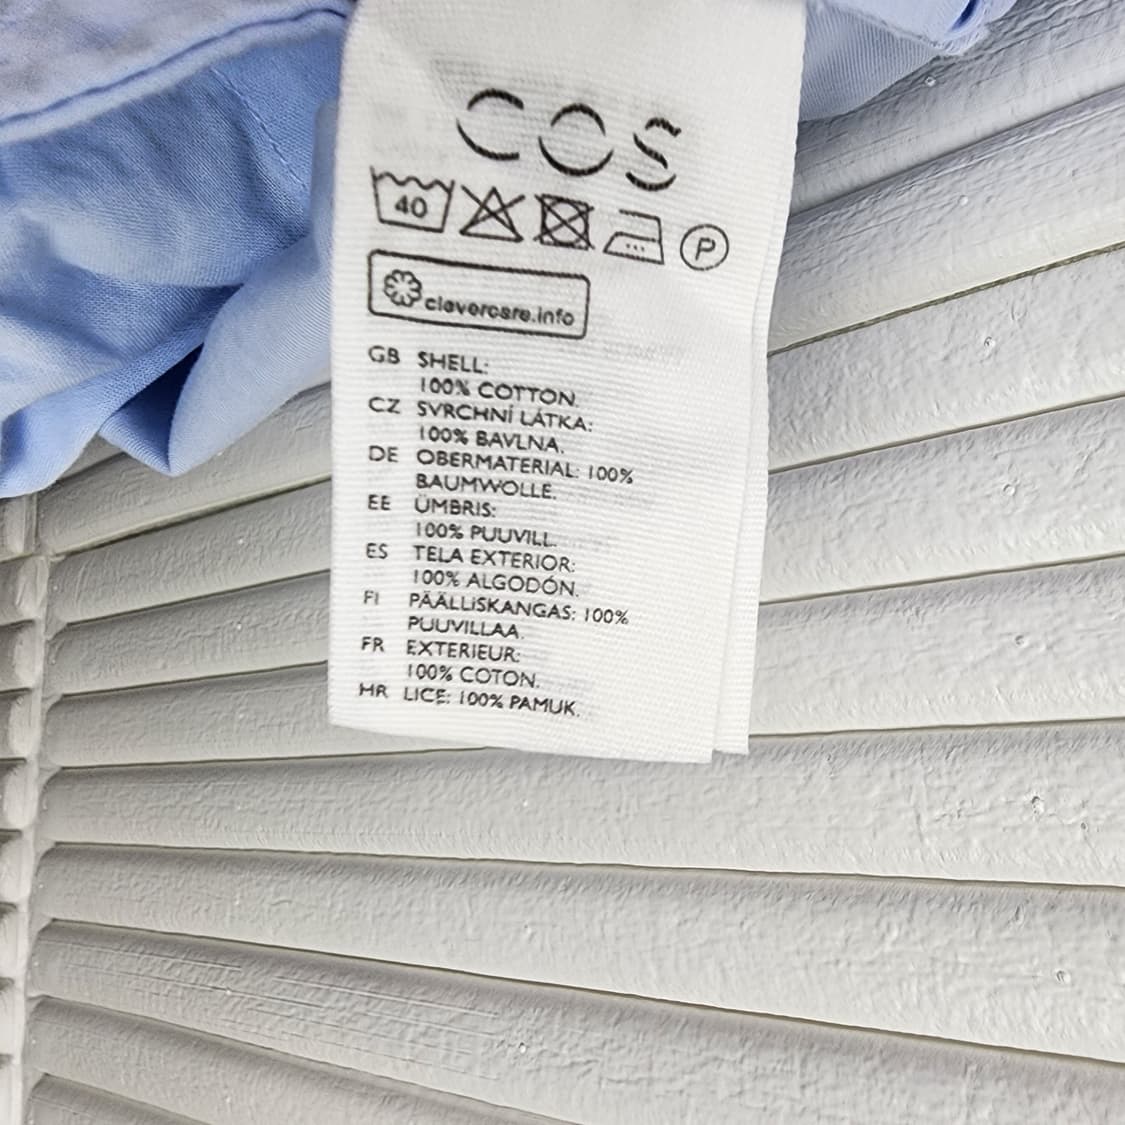 COS
40
P
clevercare.info
GB SHELL:
100% COTTON.
CZ SVRCHNÍ LÁTKA:
100% BAVLNA.
DE OBERMATERIAL: 100%
BAUMWOLLE.
EE ÜMBRIS:
100% PUUVILL.
ES TELA EXTERIOR:
100% ALGODÓN.
FI PÄÄLLISKANGAS: 100%
PUUVILLAA.
FR EXTERIEUR:
100% COTON.
HR LICE: 100% PAMUK.